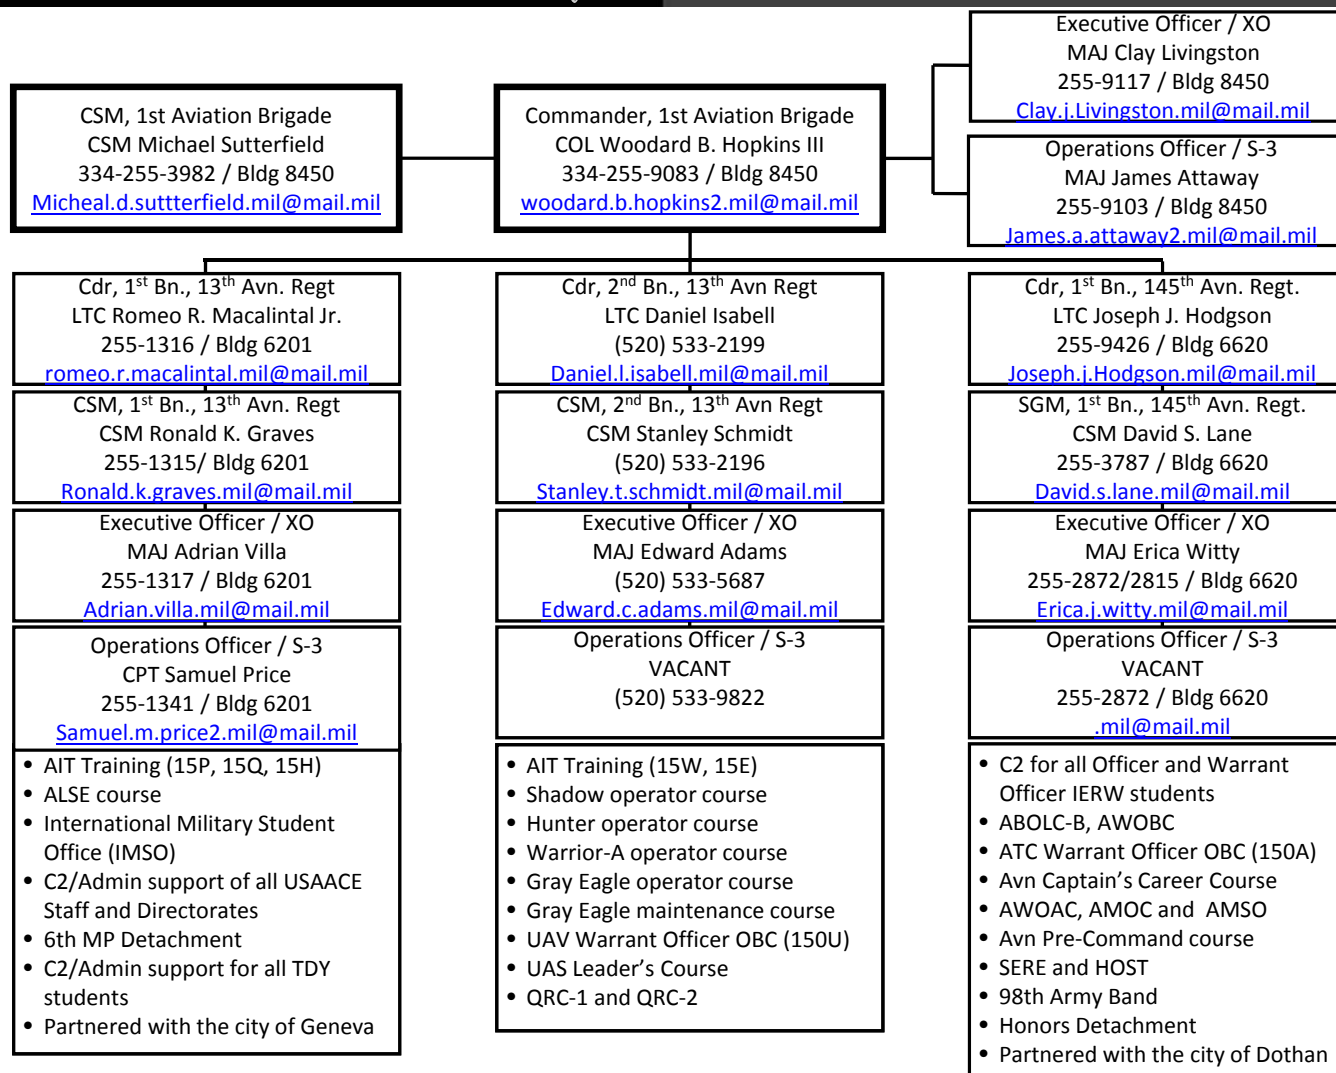 Executive Officer / XO
MAJ Clay Livingston
255-9117 / Bldg 8450
Clay.j.Livingston.mil@mail.mil
CSM, 1st Aviation Brigade
CSM Michael Sutterfield
334-255-3982 / Bldg 8450
Micheal.d.suttterfield.mil@mail.mil
Commander, 1st Aviation Brigade
COL Woodard B. Hopkins III
334-255-9083 / Bldg 8450
woodard.b.hopkins2.mil@mail.mil
Operations Officer / S-3
MAJ James Attaway
255-9103 / Bldg 8450
James.a.attaway2.mil@mail.mil
Cdr, 1st Bn., 13th Avn. Regt
LTC Romeo R. Macalintal Jr.
255-1316 / Bldg 6201
romeo.r.macalintal.mil@mail.mil
CSM, 1st Bn., 13th Avn. Regt
CSM Ronald K. Graves
255-1315/ Bldg 6201
Ronald.k.graves.mil@mail.mil
Executive Officer / XO
MAJ Adrian Villa
255-1317 / Bldg 6201
Adrian.villa.mil@mail.mil
Operations Officer / S-3
CPT Samuel Price
255-1341 / Bldg 6201
Samuel.m.price2.mil@mail.mil
• AIT Training (15P, 15Q, 15H)
• ALSE course
• International Military Student
Office (IMSO)
• C2/Admin support of all USAACE
Staff and Directorates
• 6th MP Detachment
• C2/Admin support for all TDY
students
• Partnered with the city of Geneva
Cdr, 2nd Bn., 13th Avn Regt
LTC Daniel Isabell
(520) 533-2199
Daniel.l.isabell.mil@mail.mil
CSM, 2nd Bn., 13th Avn Regt
CSM Stanley Schmidt
(520) 533-2196
Stanley.t.schmidt.mil@mail.mil
Executive Officer / XO
MAJ Edward Adams
(520) 533-5687
Edward.c.adams.mil@mail.mil
Operations Officer / S-3
VACANT
(520) 533-9822
• AIT Training (15W, 15E)
• Shadow operator course
• Hunter operator course
• Warrior-A operator course
• Gray Eagle operator course
• Gray Eagle maintenance course
• UAV Warrant Officer OBC (150U)
• UAS Leader's Course
• QRC-1 and QRC-2
Cdr, 1st Bn., 145th Avn. Regt.
LTC Joseph J. Hodgson
255-9426 / Bldg 6620
Joseph.j.Hodgson.mil@mail.mil
SGM, 1st Bn., 145th Avn. Regt.
CSM David S. Lane
255-3787 / Bldg 6620
David.s.lane.mil@mail.mil
Executive Officer / XO
MAJ Erica Witty
255-2872/2815 / Bldg 6620
Erica.j.witty.mil@mail.mil
Operations Officer / S-3
VACANT
255-2872 / Bldg 6620
.mil@mail.mil
• C2 for all Officer and Warrant
Officer IERW students
• ABOLC-B, AWOBC
• ATC Warrant Officer OBC (150A)
• Avn Captain's Career Course
• AWOAC, AMOC and AMSO
• Avn Pre-Command course
• SERE and HOST
• 98th Army Band
• Honors Detachment
• Partnered with the city of Dothan